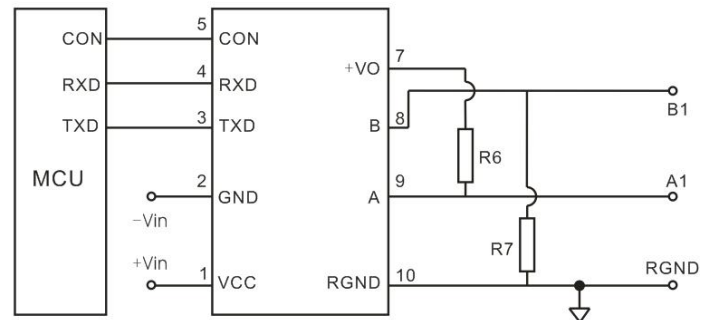 MCU
CON
RXD
TXD
5
4
3
2
1
-Vin
+Vin
CON
RXD
TXD
GND
VCC
+VO
B
A
RGND
7
8
9
10
R6
R7
B1
A1
RGND